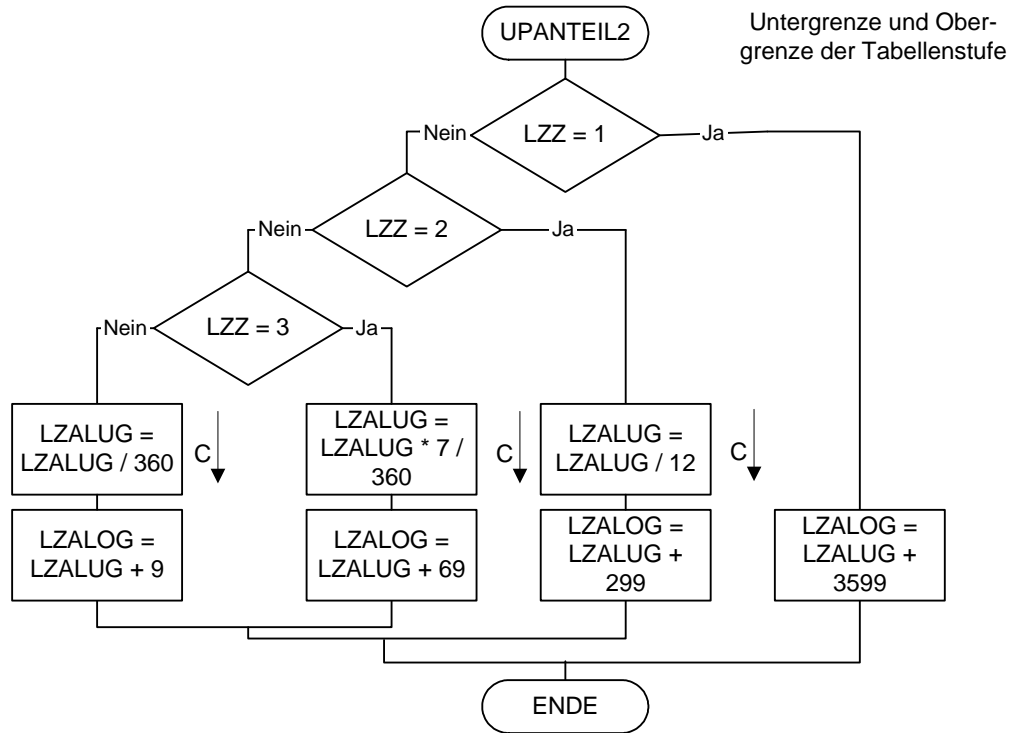 UPANTEIL2
Untergrenze und Ober-
grenze der Tabellenstufe
Nein
LZZ = 1
Ja
Nein
LZZ = 2
Ja
Nein
LZZ = 3
Ja
LZALUG =
LZALUG / 360
C
LZALUG =
LZALUG * 7 /
360
C
LZALUG =
LZALUG / 12
C
LZALOG =
LZALUG + 9
LZALOG =
LZALUG + 69
LZALOG =
LZALUG +
299
LZALOG =
LZALUG +
3599
ENDE